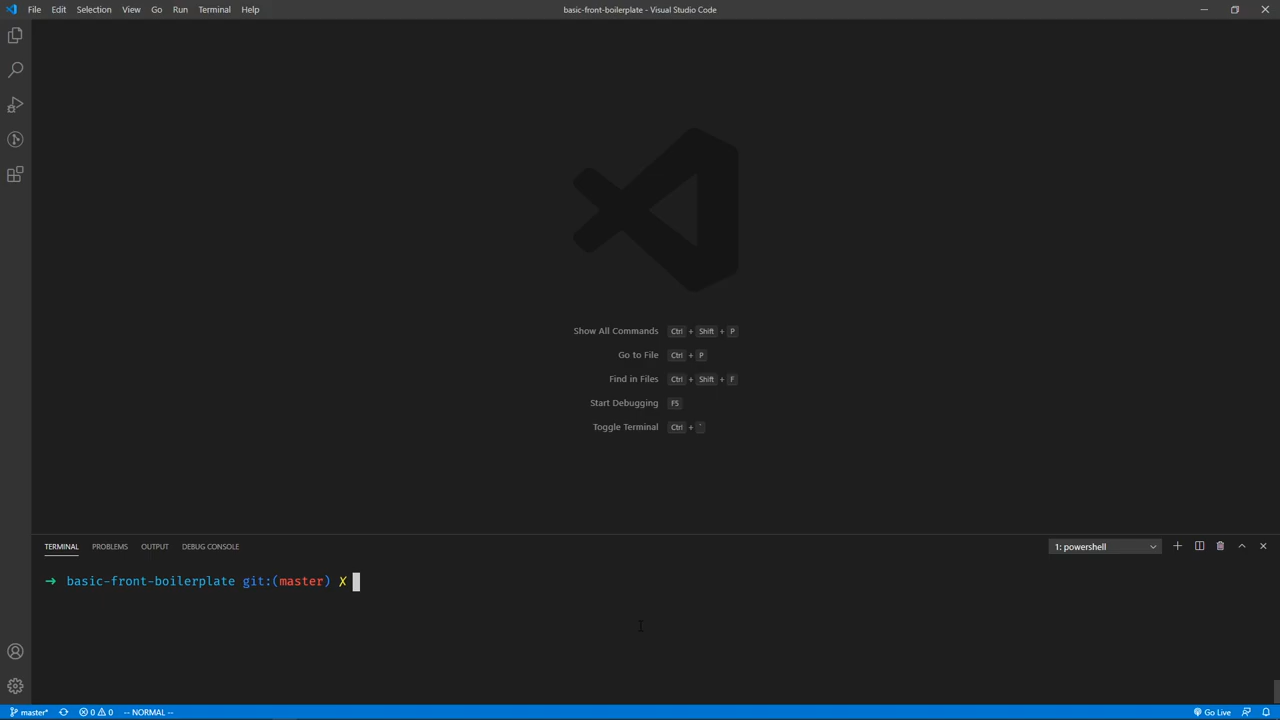 File Edit Selection View Go Run Terminal Help
basic-front-boilerplate - Visual Studio Code
Show All Commands Ctrl + Shift + P
Go to File Ctrl + P
Find in Files Ctrl + Shift + F
Start Debugging F5
Toggle Terminal Ctrl + `
TERMINAL PROBLEMS OUTPUT DEBUG CONSOLE
1: powershell
→ basic-front-boilerplate git:(master) ✗
master* 0 0 -- NORMAL --
Go Live